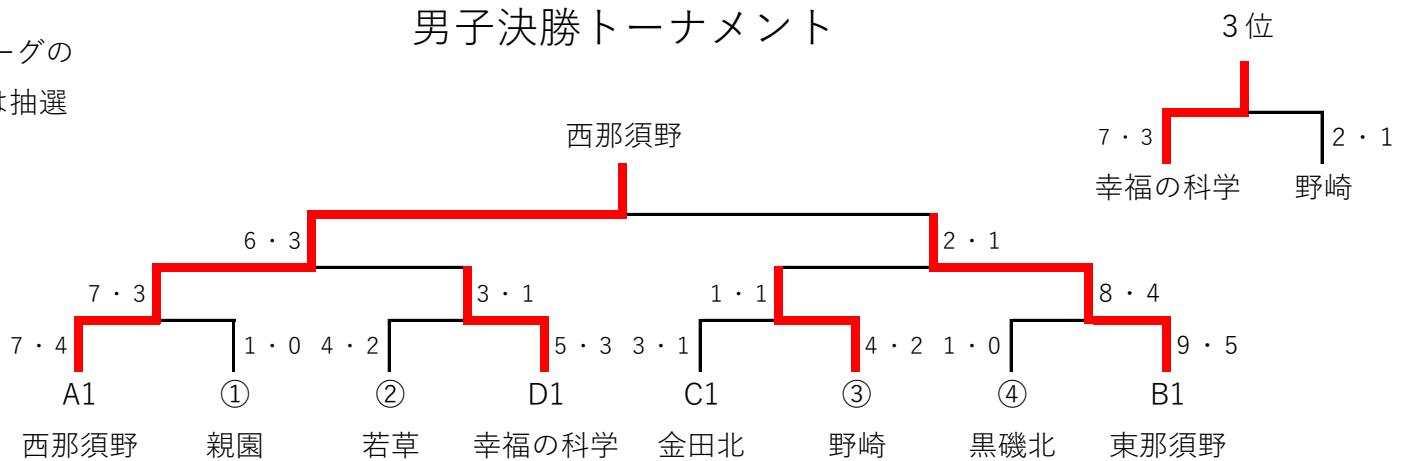 男子決勝トーナメント
ーグの
は抽選
3位
7・3
2・1
幸福の科学 野崎
西那須野
6・3 2・1
7・3 3・1 1・1 8・4
7・4 1・0 4・2 5・3 3・1 4・2 1・0 9・5
A1 ① ② D1 C1 ③ ④ B1
西那須野 親園 若草 幸福の科学 金田北 野崎 黒磯北 東那須野